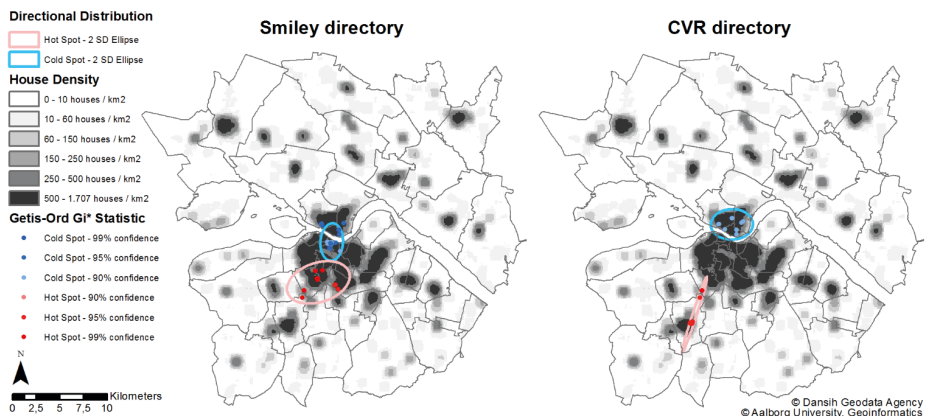 Directional Distribution
Hot Spot - 2 SD Ellipse
Cold Spot - 2 SD Ellipse
House Density
0 - 10 houses / km2
10 - 60 houses / km2
60 - 150 houses / km2
150 - 250 houses / km2
250 - 500 houses / km2
500 - 1.707 houses / km2
Getis-Ord Gi* Statistic
Cold Spot - 99% confidence
Cold Spot - 95% confidence
Cold Spot - 90% confidence
Hot Spot - 90% confidence
Hot Spot - 95% confidence
Hot Spot - 99% confidence
N
Kilometers
0 2,5 5 7,5 10
Smiley directory
CVR directory
© Dansih Geodata Agency
© Aalborg University, Geoinformatics